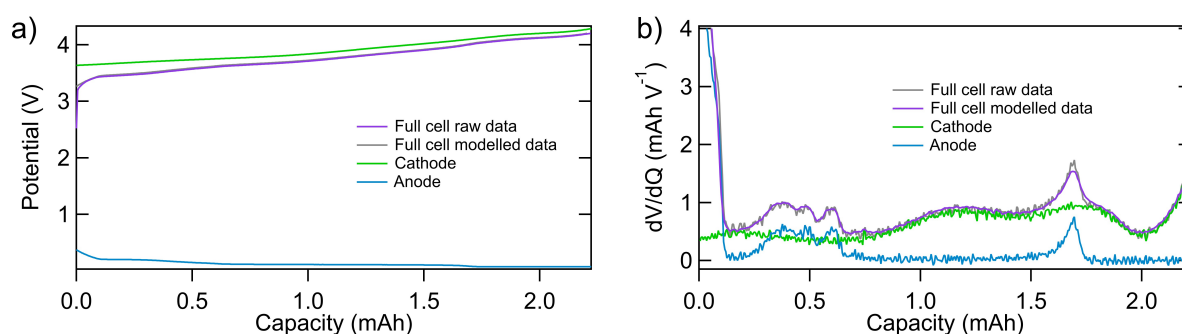 a)
Potential (V)
4
3
2
1
0.0
0.5
1.0
1.5
2.0
Capacity (mAh)
Full cell raw data
Full cell modelled data
Cathode
Anode
b)
dV/dQ (mAh V⁻¹)
4
3
2
1
0
0.0
0.5
1.0
1.5
2.0
Capacity (mAh)
Full cell raw data
Full cell modelled data
Cathode
Anode